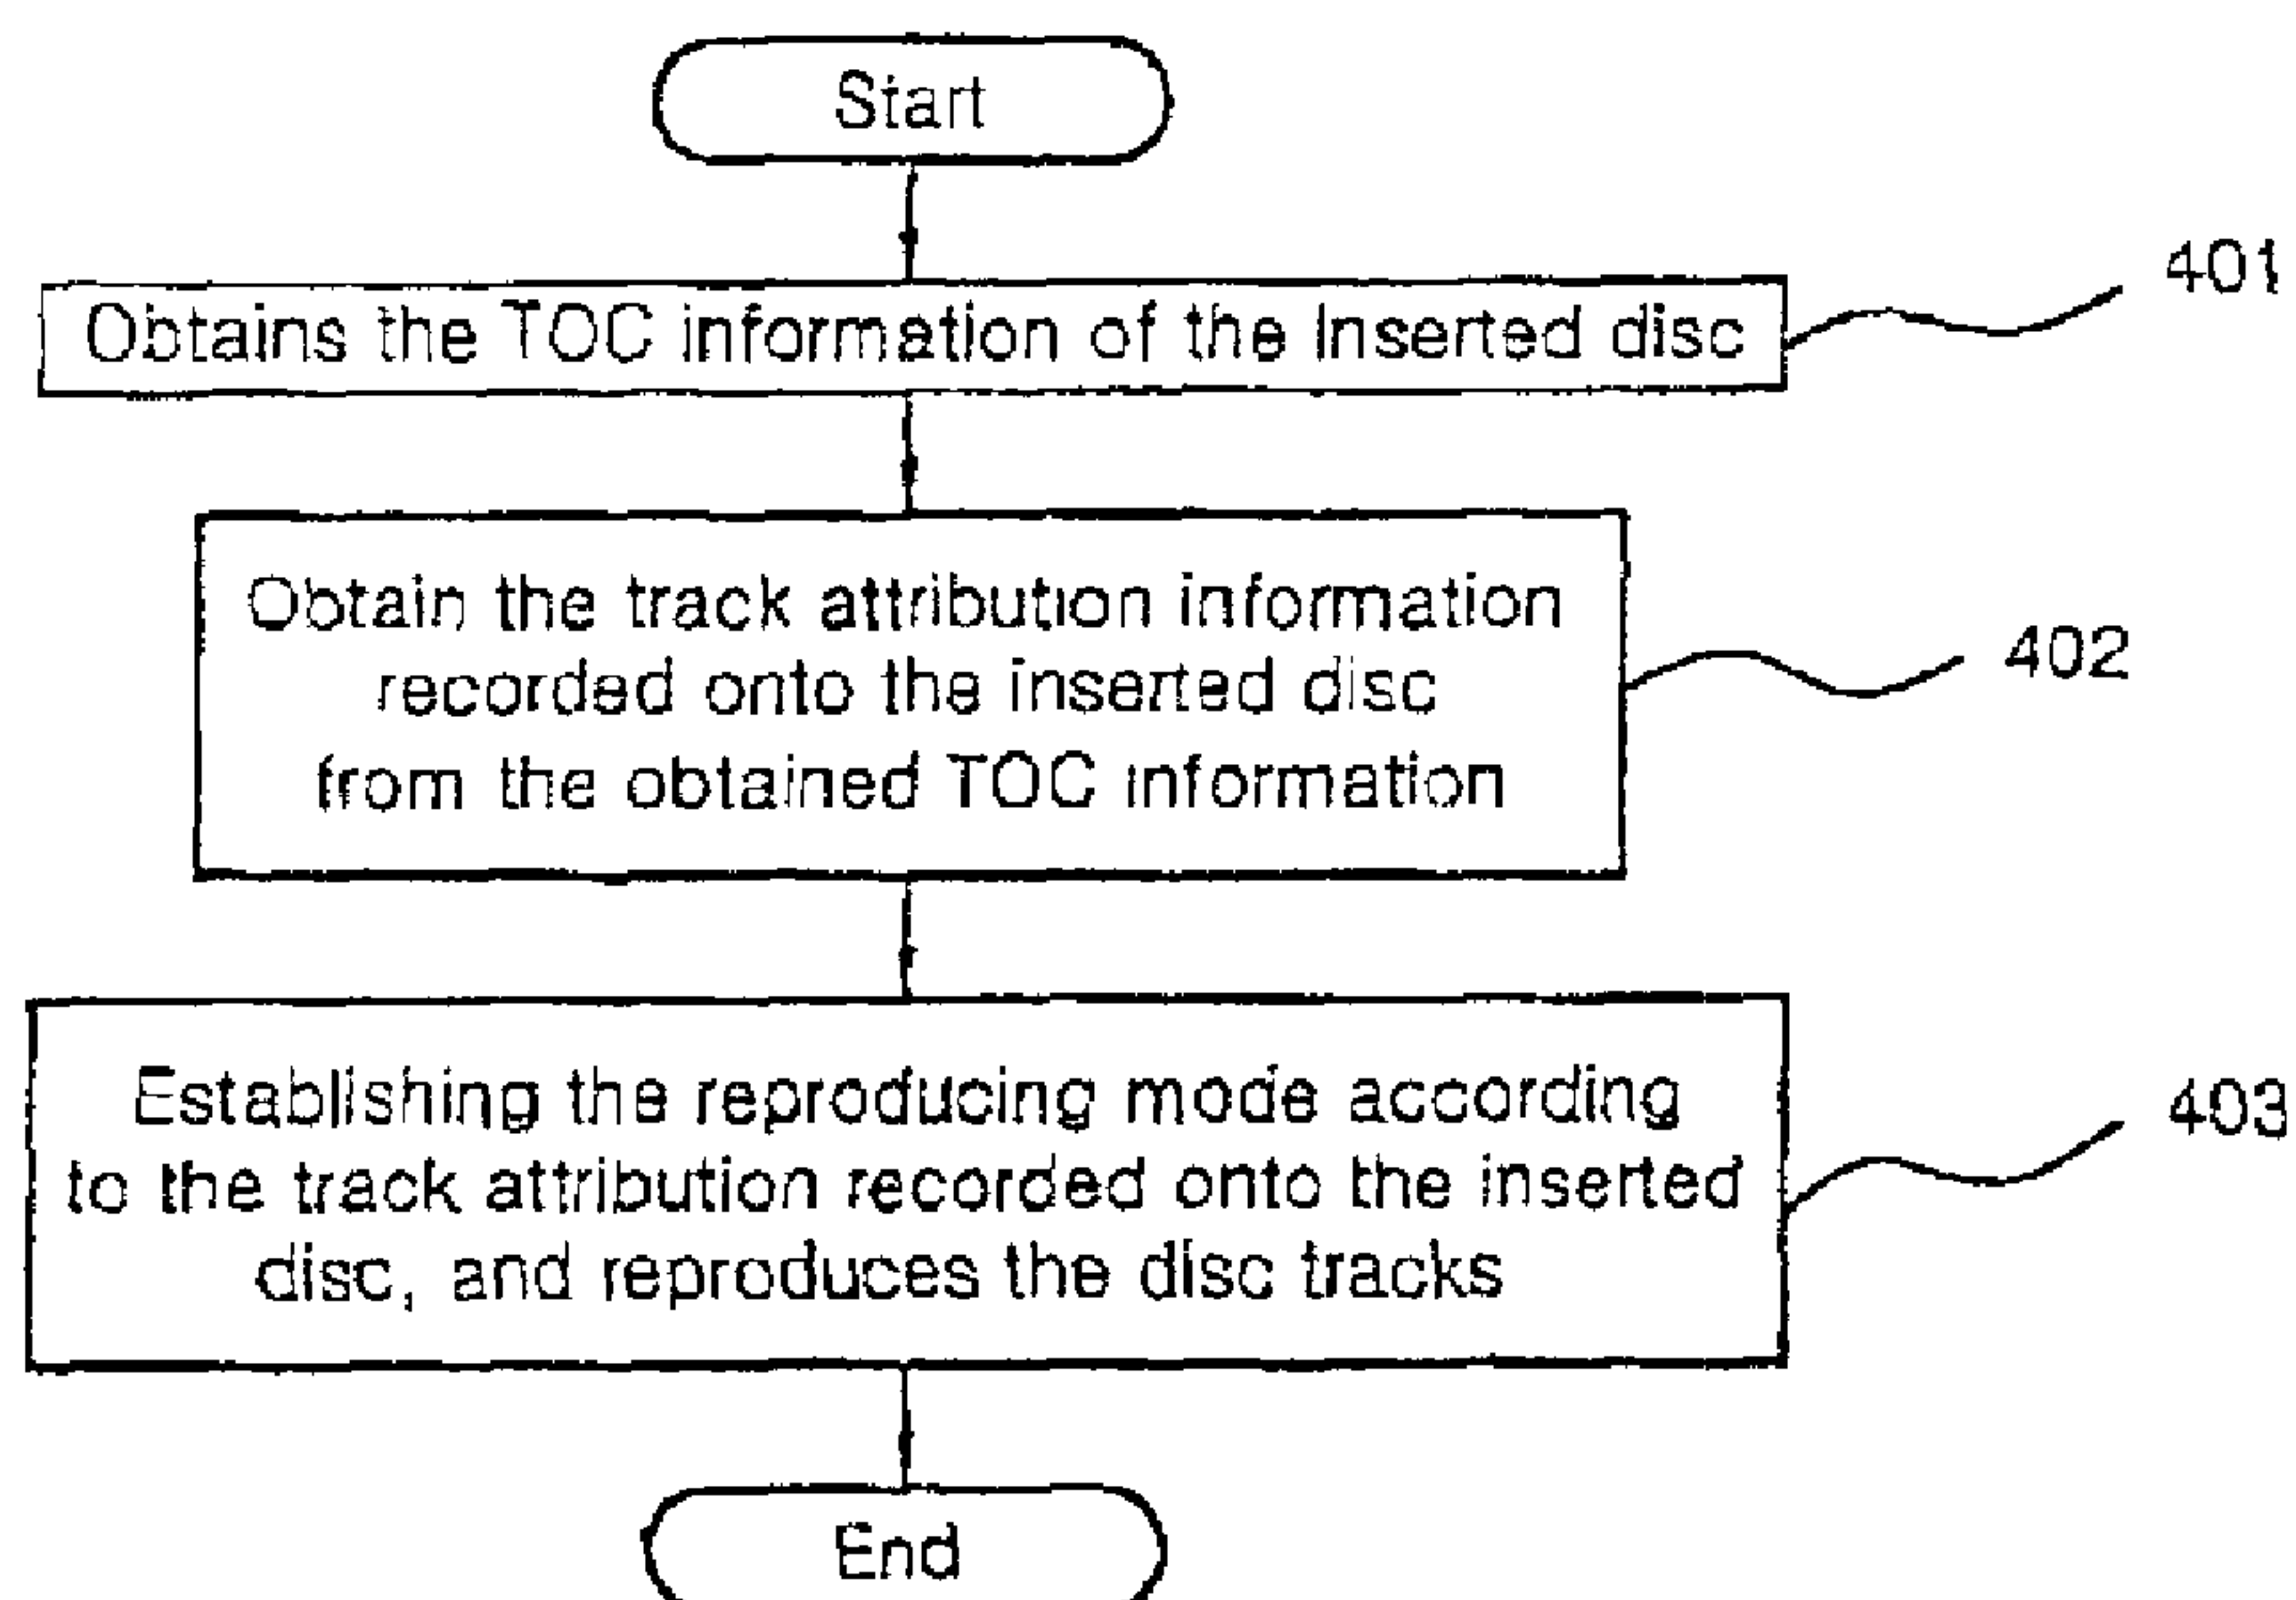 Start
Obtains the TOC information of the Inserted disc
401
Obtain the track attribution information
recorded onto the inserted disc
from the obtained TOC information
402
Establishing the reproducing mode according
to the track attribution recorded onto the inserted
disc, and reproduces the disc tracks
403
End